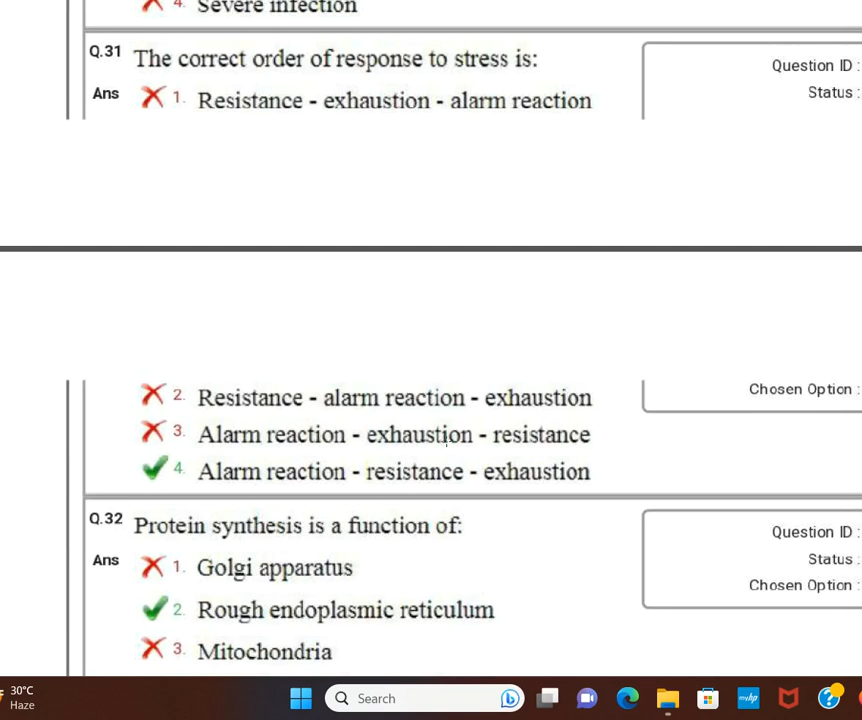 4. Severe infection
Q.31 The correct order of response to stress is:
Question ID :
Ans 1. Resistance - exhaustion - alarm reaction
Status :
2. Resistance - alarm reaction - exhaustion
Chosen Option :
3. Alarm reaction - exhaustion - resistance
4. Alarm reaction - resistance - exhaustion
Q.32 Protein synthesis is a function of:
Question ID :
Ans 1. Golgi apparatus
Status :
Chosen Option :
2. Rough endoplasmic reticulum
3. Mitochondria
30°C
Haze
Search
myhp